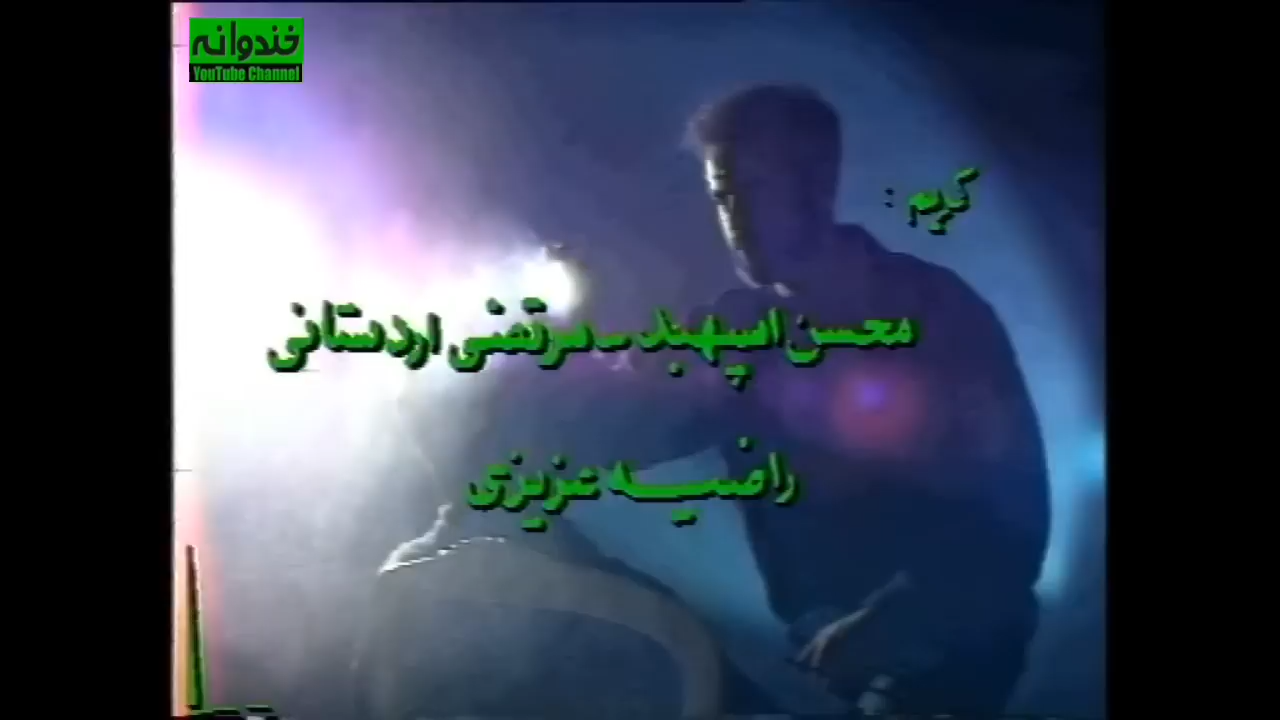 خندوانه
YouTube Channel
گریم :
محسن اسپهبد ـ مرتضی اردستانی
راضیه عزیزی